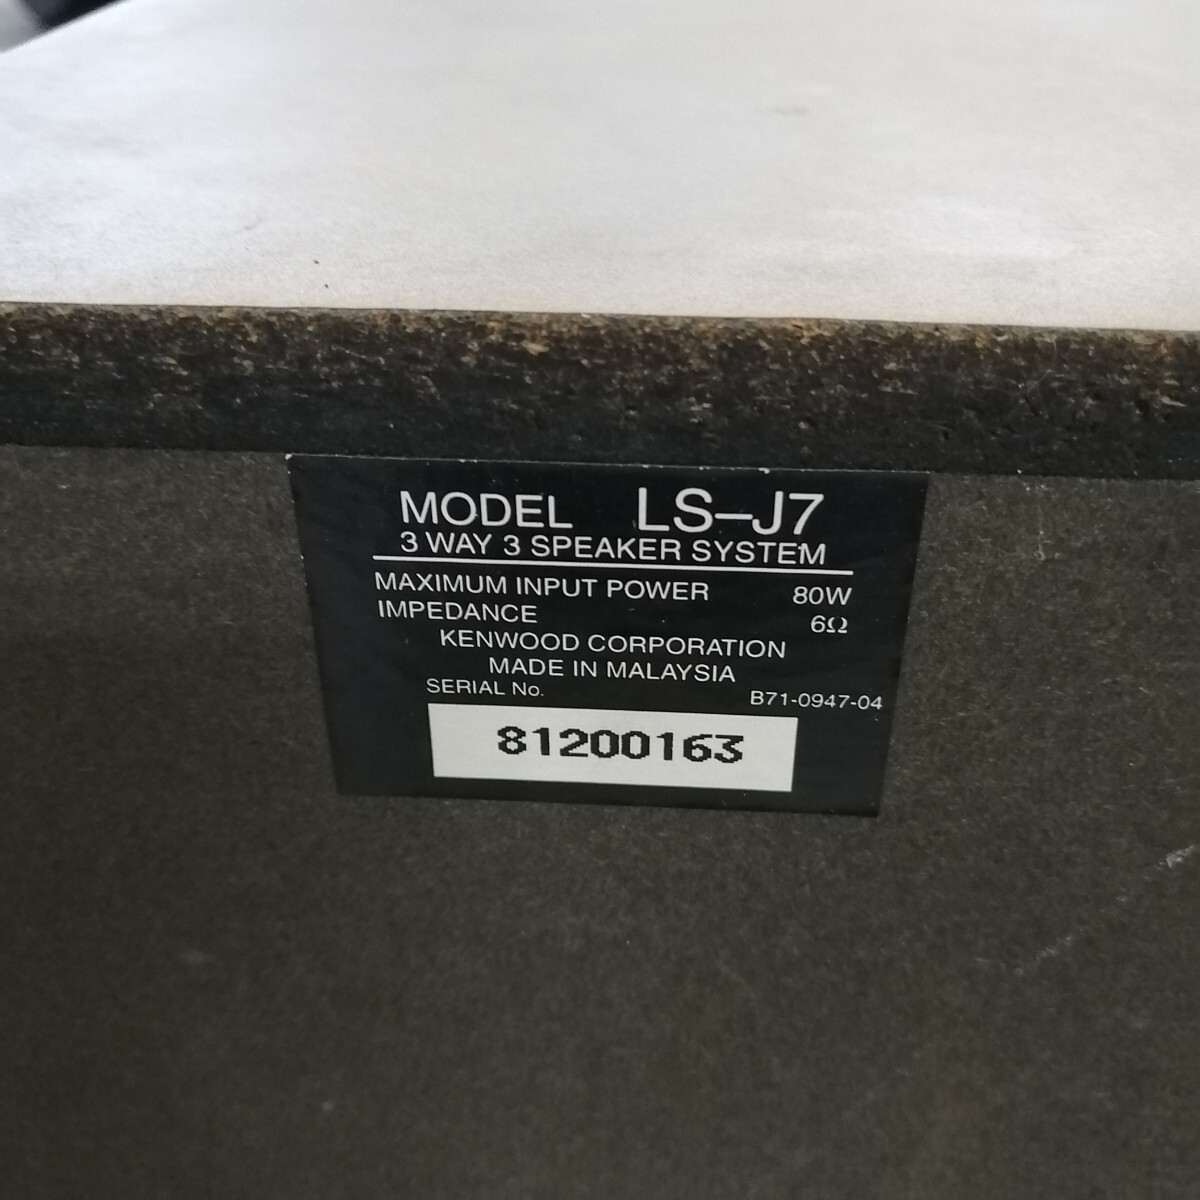 MODEL LS-J7
3 WAY 3 SPEAKER SYSTEM
MAXIMUM INPUT POWER 80W
IMPEDANCE 6Ω
KENWOOD CORPORATION
MADE IN MALAYSIA
SERIAL No. B71-0947-04
81200163